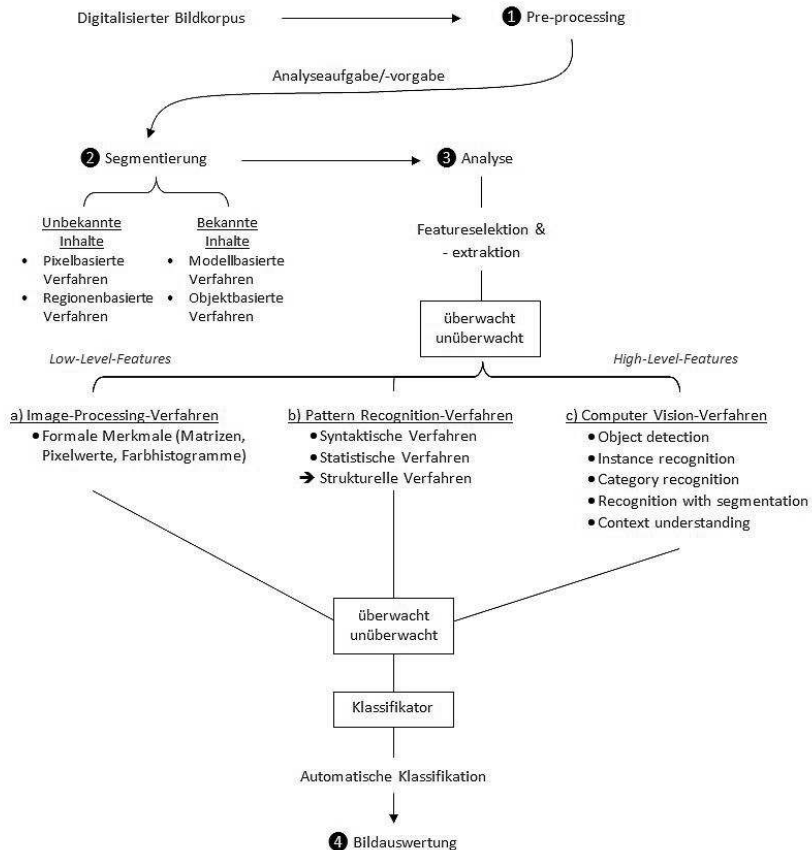 Digitalisierter Bildkorpus
❶ Pre-processing
Analyseaufgabe/-vorgabe
❷ Segmentierung
❸ Analyse
Unbekannte
Inhalte
• Pixelbasierte
Verfahren
• Regionenbasierte
Verfahren
Bekannte
Inhalte
• Modellbasierte
Verfahren
• Objektbasierte
Verfahren
Featureselektion &
- extraktion
überwacht
unüberwacht
Low-Level-Features
High-Level-Features
a) Image-Processing-Verfahren
• Formale Merkmale (Matrizen,
Pixelwerte, Farbhistogramme)
b) Pattern Recognition-Verfahren
• Syntaktische Verfahren
• Statistische Verfahren
➔ Strukturelle Verfahren
c) Computer Vision-Verfahren
• Object detection
• Instance recognition
• Category recognition
• Recognition with segmentation
• Context understanding
überwacht
unüberwacht
Klassifikator
Automatische Klassifikation
❹ Bildauswertung